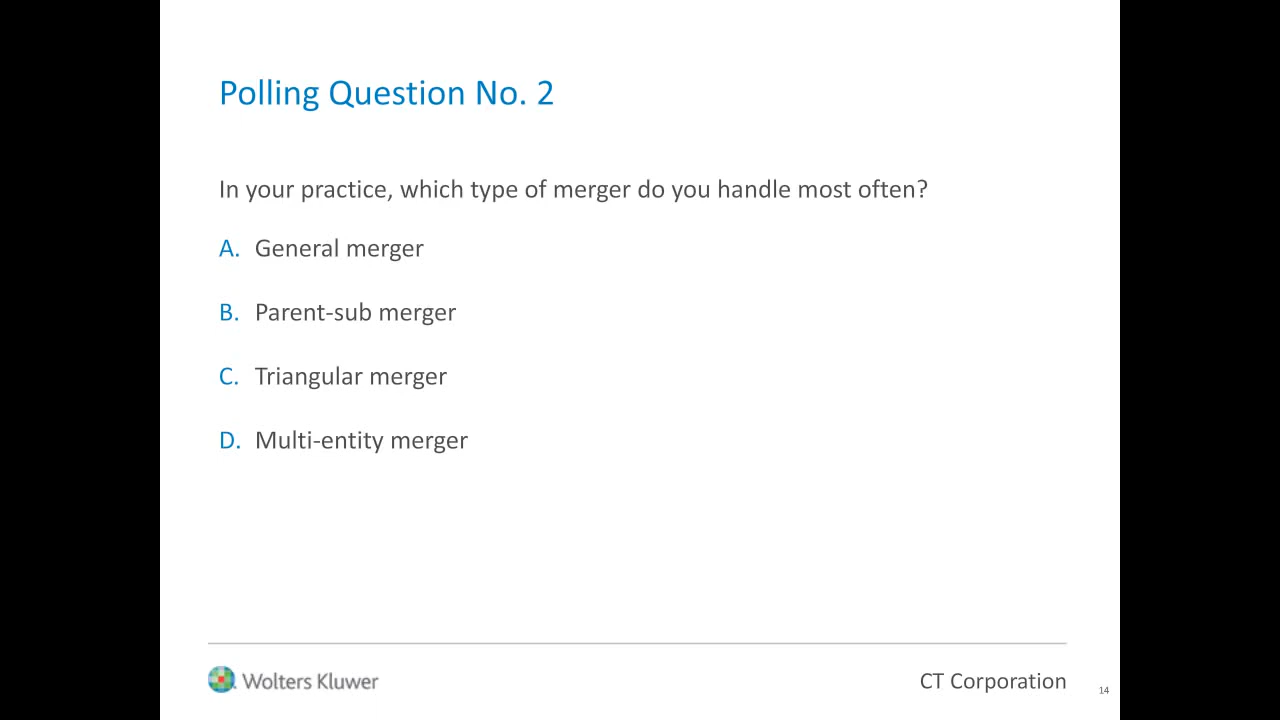 Polling Question No. 2
In your practice, which type of merger do you handle most often?
A. General merger
B. Parent-sub merger
C. Triangular merger
D. Multi-entity merger
Wolters Kluwer
CT Corporation
14